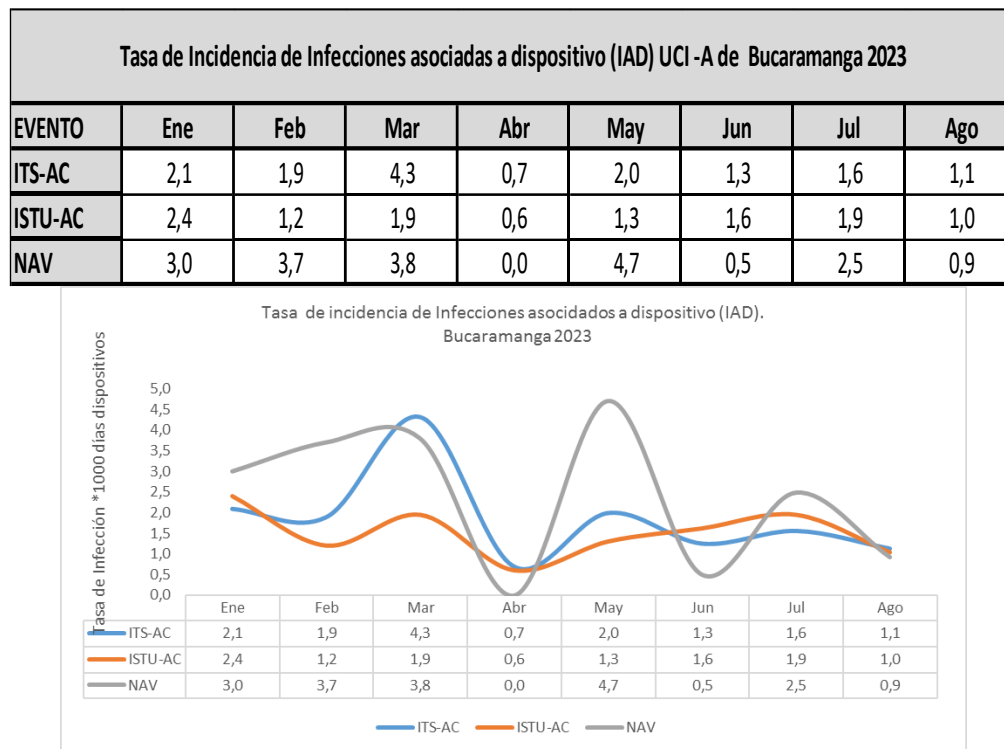 Tasa de Incidencia de Infecciones asociadas a dispositivo (IAD) UCI -A de Bucaramanga 2023
EVENTO Ene Feb Mar Abr May Jun Jul Ago
ITS-AC 2,1 1,9 4,3 0,7 2,0 1,3 1,6 1,1
ISTU-AC 2,4 1,2 1,9 0,6 1,3 1,6 1,9 1,0
NAV 3,0 3,7 3,8 0,0 4,7 0,5 2,5 0,9
Tasa de incidencia de Infecciones asocidados a dispositivo (IAD).
Bucaramanga 2023
Tasa de Infección *1000 días dispositivos
5,0
4,5
4,0
3,5
3,0
2,5
2,0
1,5
1,0
0,5
0,0
Ene Feb Mar Abr May Jun Jul Ago
ITS-AC 2,1 1,9 4,3 0,7 2,0 1,3 1,6 1,1
ISTU-AC 2,4 1,2 1,9 0,6 1,3 1,6 1,9 1,0
NAV 3,0 3,7 3,8 0,0 4,7 0,5 2,5 0,9
ITS-AC ISTU-AC NAV